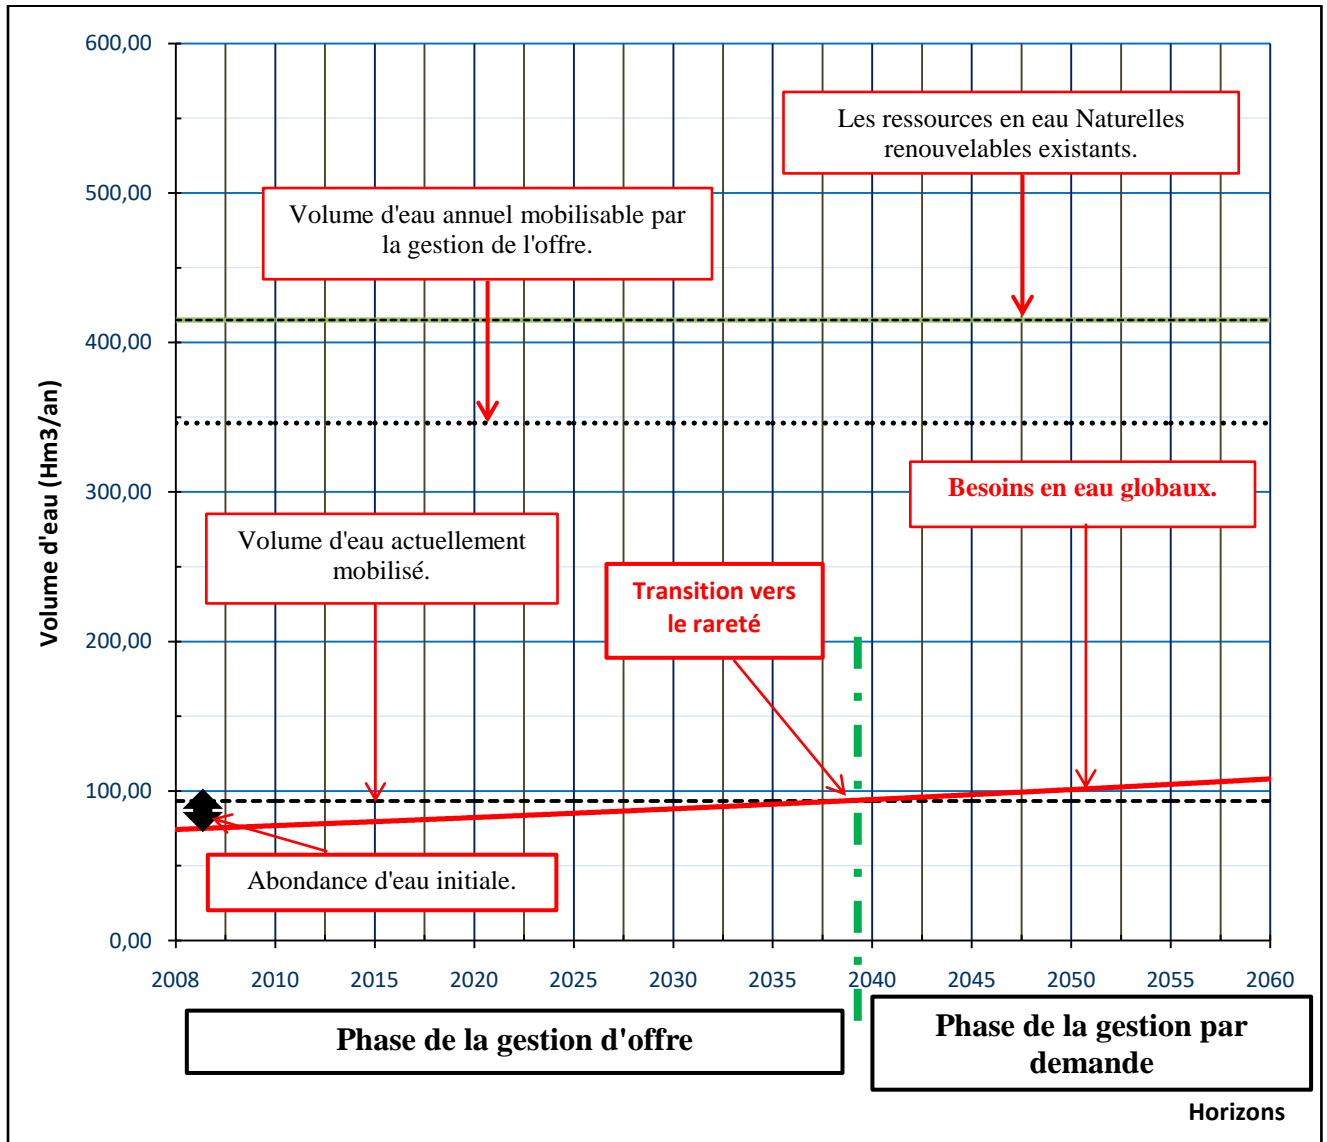 600,00
Les ressources en eau Naturelles
renouvelables existants.
500,00
Volume d'eau annuel mobilisable par
la gestion de l'offre.
400,00
Volume d'eau (Hm3/an)
300,00
Besoins en eau globaux.
Volume d'eau actuellement
mobilisé.
Transition vers
le rareté
200,00
100,00
Abondance d'eau initiale.
0,00
2008 2010 2015 2020 2025 2030 2035 2040 2045 2050 2055 2060
Phase de la gestion d'offre
Phase de la gestion par
demande
Horizons